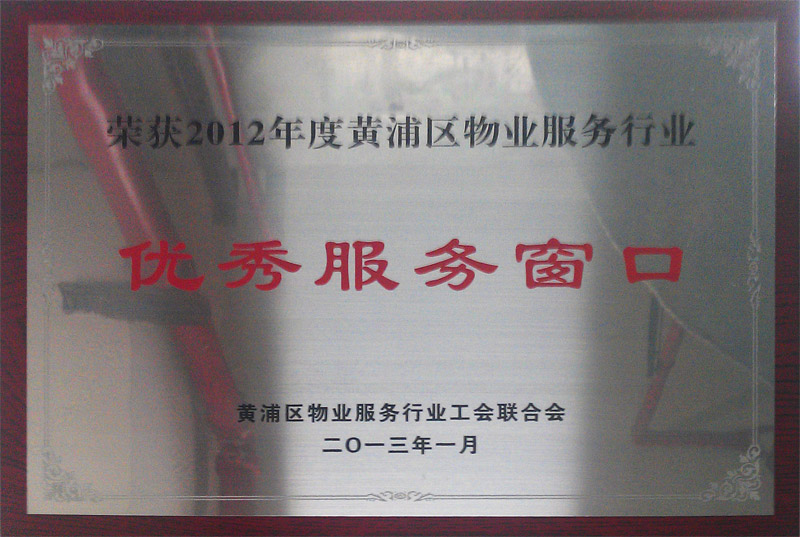 荣获2012年度黄浦区物业服务行业
优秀服务窗口
黄浦区物业服务行业工会联合会
二〇一三年一月